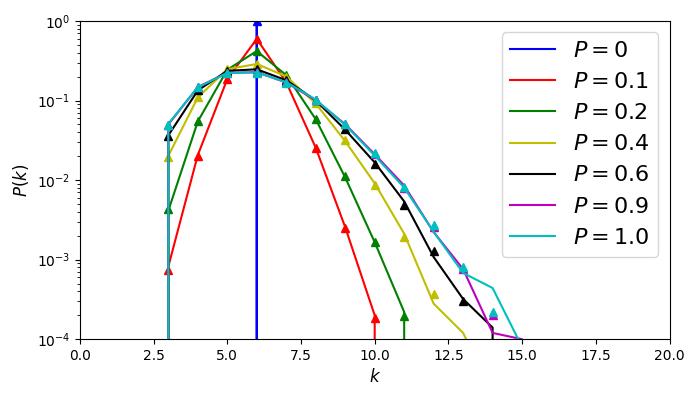 10⁰
10⁻¹
10⁻²
10⁻³
10⁻⁴
P(k)
0.0 2.5 5.0 7.5 10.0 12.5 15.0 17.5 20.0
k
P = 0
P = 0.1
P = 0.2
P = 0.4
P = 0.6
P = 0.9
P = 1.0